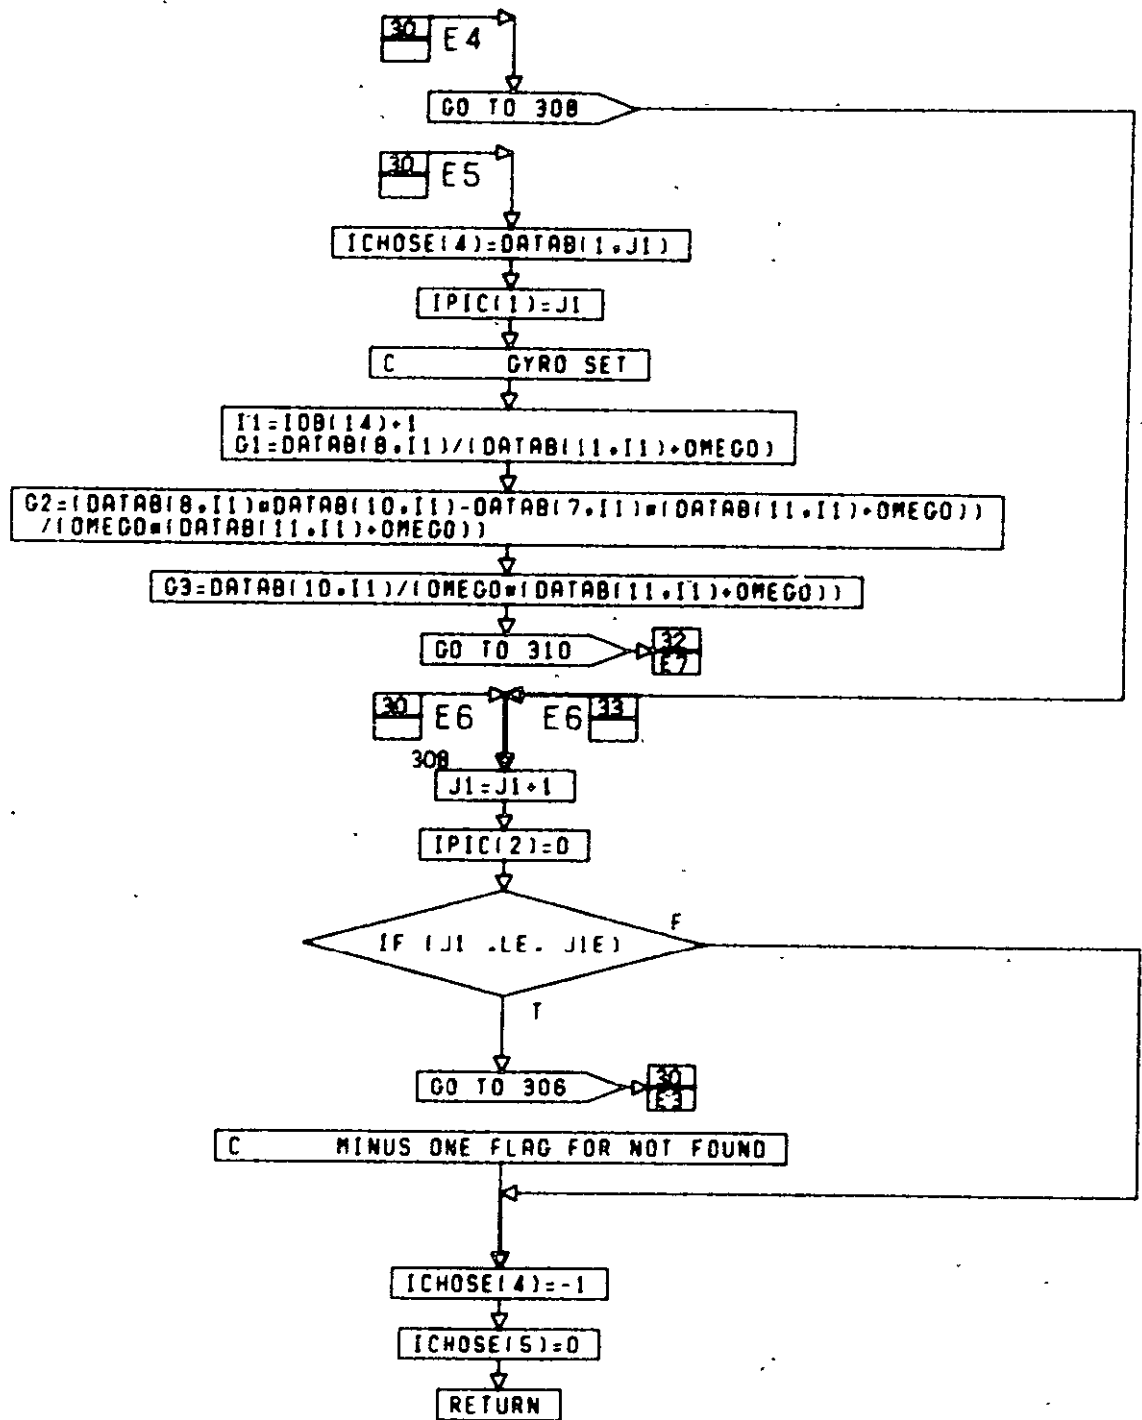 30
E4
GO TO 308
30
E5
ICHOSE(4)=DATAB(1,J1)
IPIC(1)=J1
C GYRO SET
I1=IOB(14)+1
G1=DATAB(8,I1)/(DATAB(11,I1)+OMEGO)
G2=(DATAB(8,I1)*DATAB(10,I1)-DATAB(7,I1)*(DATAB(11,I1)+OMEGO))
/(OMEGO*(DATAB(11,I1)+OMEGO))
G3=DATAB(10,I1)/(OMEGO*(DATAB(11,I1)+OMEGO))
GO TO 310
32
E7
30
E6
E6
33
308
J1=J1+1
IPIC(2)=0
IF (J1 .LE. J1E)
F
T
GO TO 306
30
C MINUS ONE FLAG FOR NOT FOUND
ICHOSE(4)=-1
ICHOSE(5)=0
RETURN